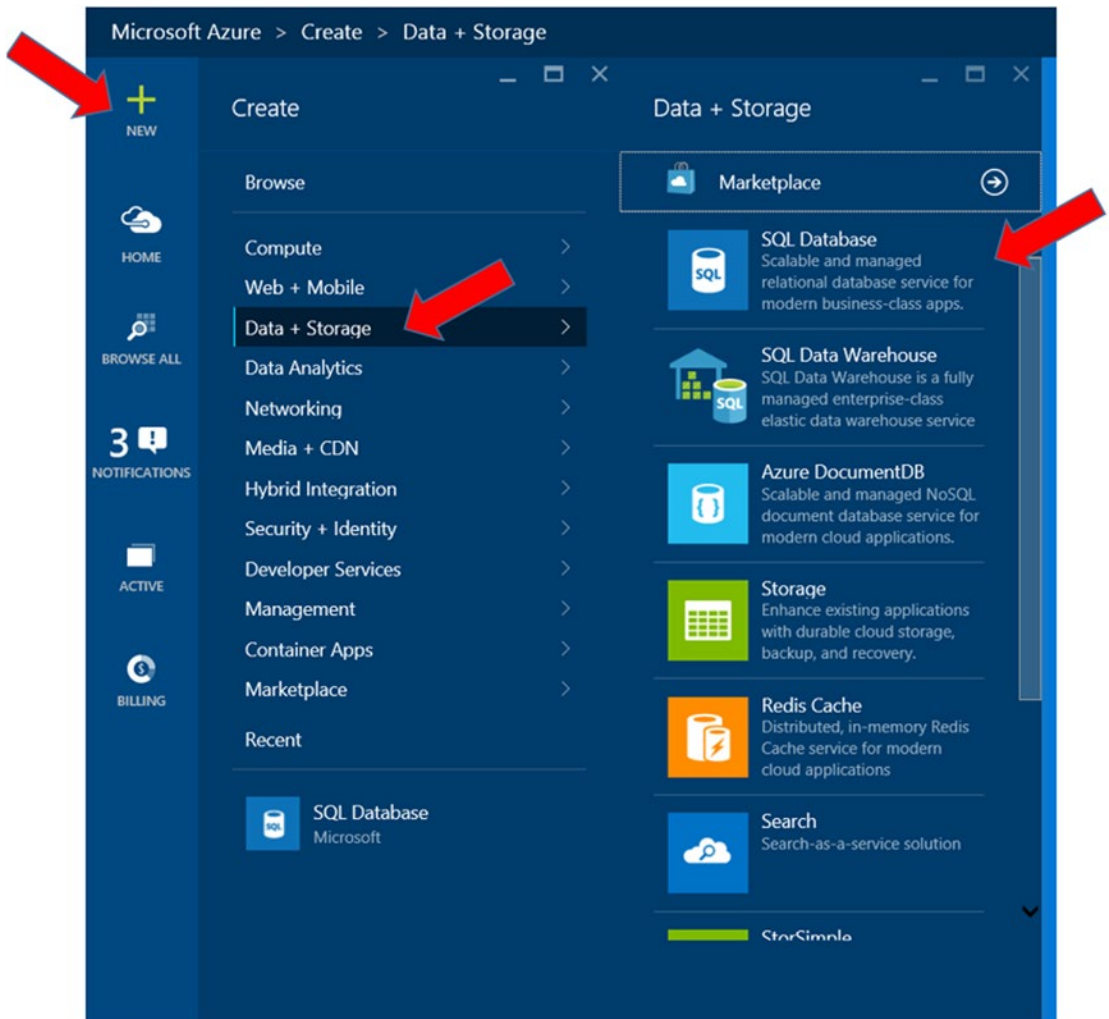 Microsoft Azure > Create > Data + Storage
NEW
HOME
BROWSE ALL
3
NOTIFICATIONS
ACTIVE
BILLING
Create
Browse
Compute
Web + Mobile
Data + Storage
Data Analytics
Networking
Media + CDN
Hybrid Integration
Security + Identity
Developer Services
Management
Container Apps
Marketplace
Recent
SQL
SQL Database
Microsoft
Data + Storage
Marketplace
SQL
SQL Database
Scalable and managed
relational database service for
modern business-class apps.
SQL
SQL Data Warehouse
SQL Data Warehouse is a fully
managed enterprise-class
elastic data warehouse service
Azure DocumentDB
Scalable and managed NoSQL
document database service for
modern cloud applications.
Storage
Enhance existing applications
with durable cloud storage,
backup, and recovery.
Redis Cache
Distributed, in-memory Redis
Cache service for modern
cloud applications
Search
Search-as-a-service solution
StorSimple